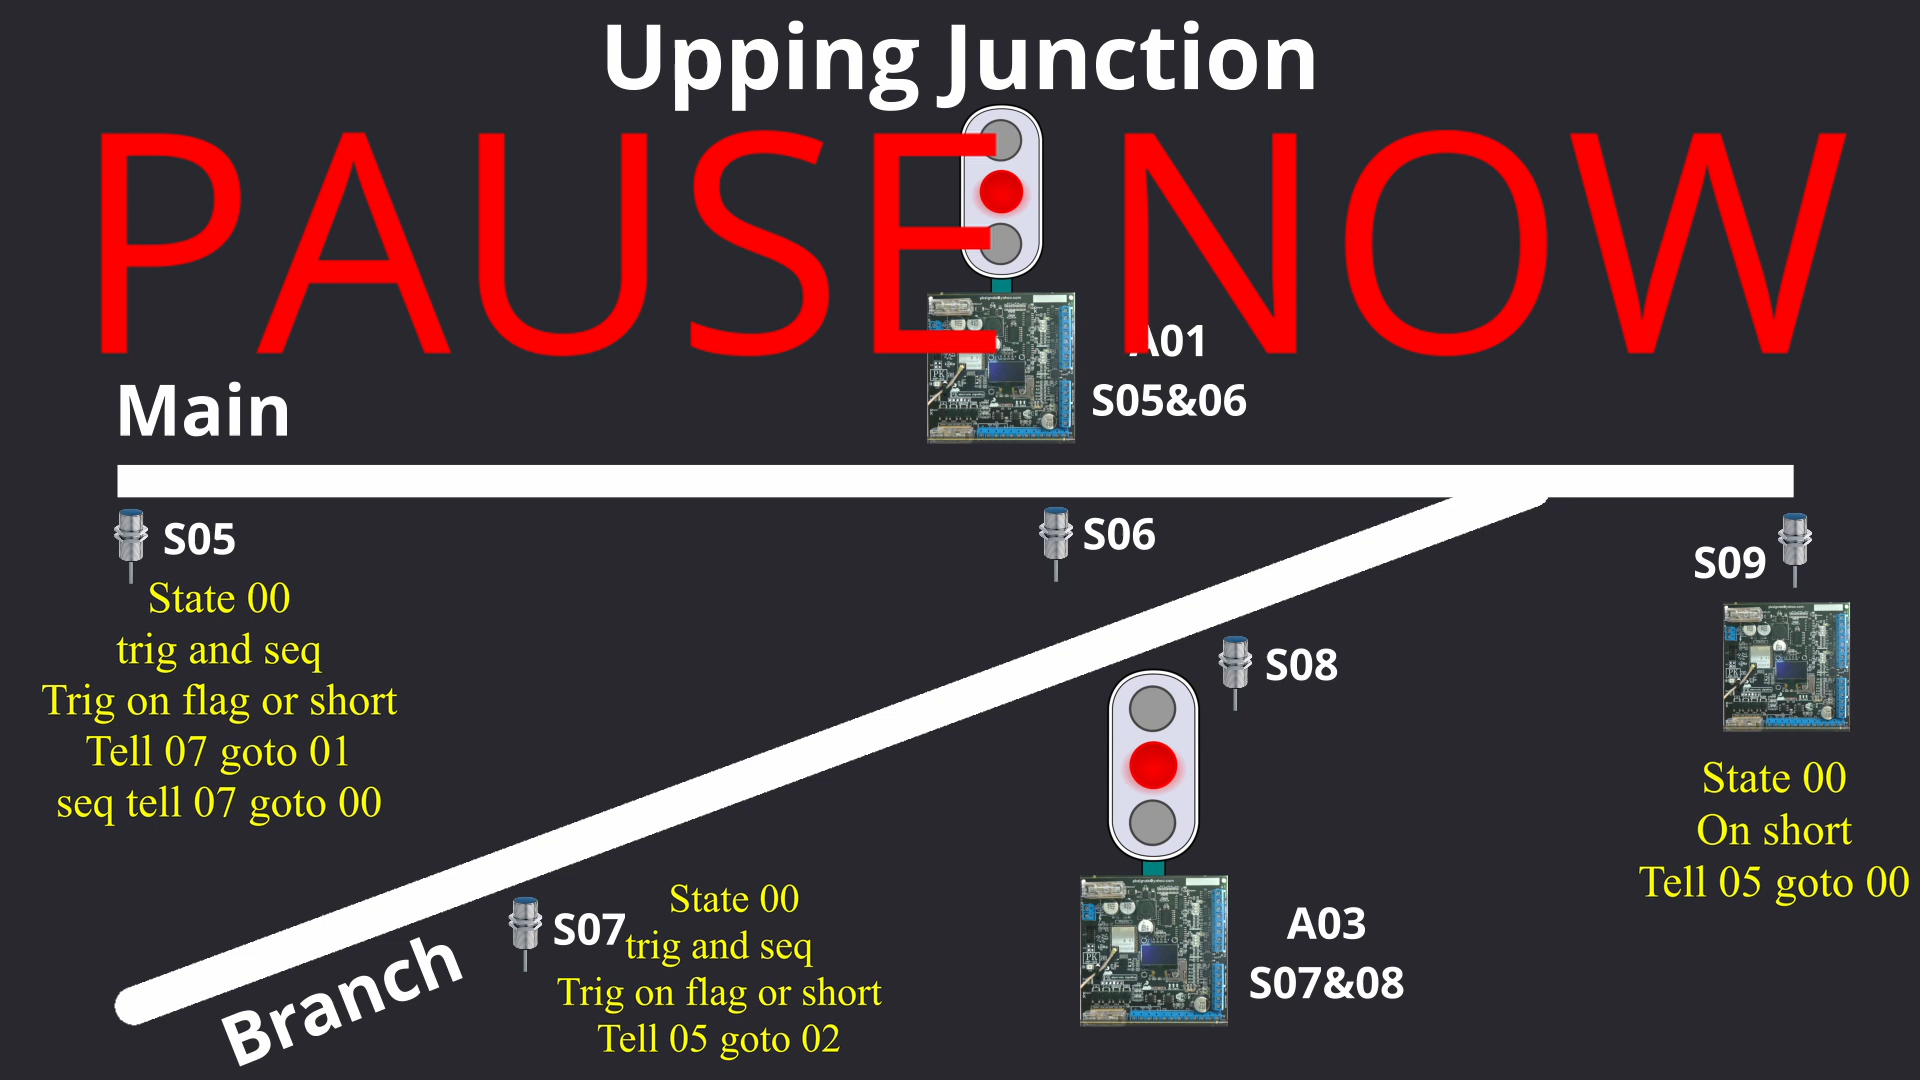 Upping Junction
PAUSE NOW
A01
S05&06
Main
S05
S06
S09
State 00
trig and seq
Trig on flag or short
Tell 07 goto 01
seq tell 07 goto 00
S08
State 00
On short
Tell 05 goto 00
S07
State 00
trig and seq
Trig on flag or short
Tell 05 goto 02
A03
S07&08
Branch